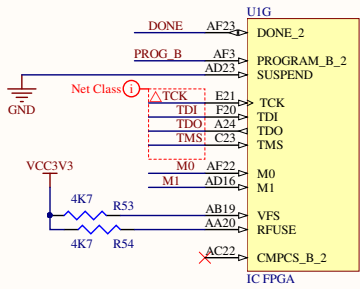 U1G
DONE AF23 DONE_2
PROG_B AF3 PROGRAM_B_2
AD23 SUSPEND
GND
Net Class i
TCK E21 TCK
TDI F20 TDI
TDO A24 TDO
TMS C23 TMS
M0 AF22 M0
M1 AD16 M1
VCC3V3
4K7 R53 AB19 VFS
4K7 R54 AA20 RFUSE
AC22 CMPCS_B_2
IC FPGA